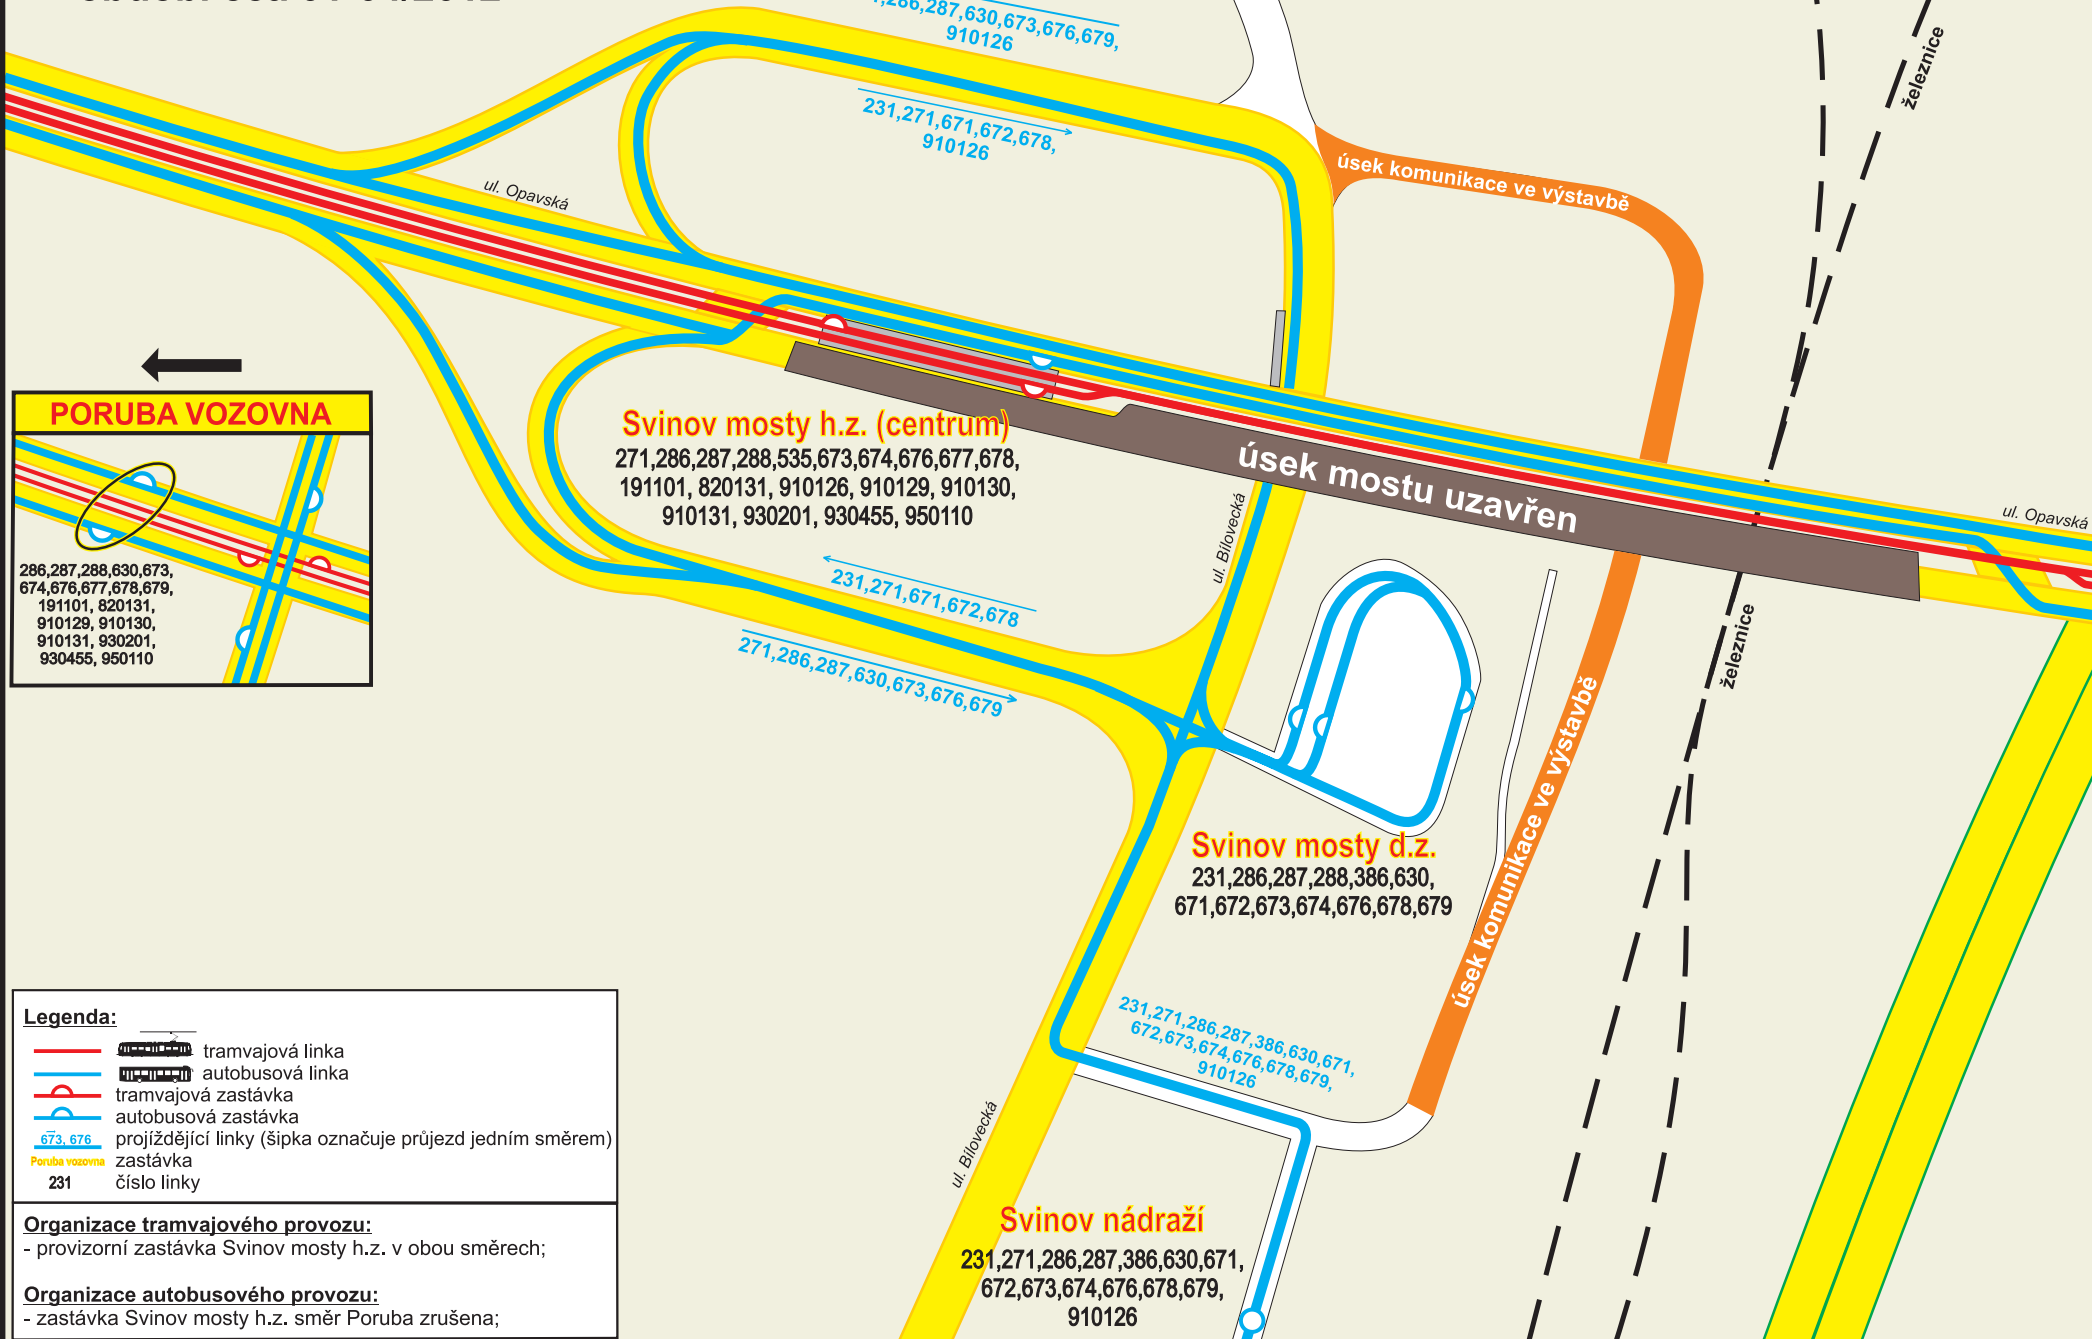 286,287,630,673,676,679,
910126
231,271,671,672,678,
910126
železnice
úsek komunikace ve výstavbě
ul. Opavská
PORUBA VOZOVNA
286,287,288,630,673,
674,676,677,678,679,
191101, 820131,
910129, 910130,
910131, 930201,
930455, 950110
Svinov mosty h.z. (centrum)
271,286,287,288,535,673,674,676,677,678,
191101, 820131, 910126, 910129, 910130,
910131, 930201, 930455, 950110
úsek mostu uzavřen
ul. Opavská
ul. Bílovecká
231,271,671,672,678
271,286,287,630,673,676,679
železnice
úsek komunikace ve výstavbě
Svinov mosty d.z.
231,286,287,288,386,630,
671,672,673,674,676,678,679
231,271,286,287,386,630,671,
672,673,674,676,678,679,
910126
ul. Bílovecká
Svinov nádraží
231,271,286,287,386,630,671,
672,673,674,676,678,679,
910126
Legenda:
tramvajová linka
autobusová linka
tramvajová zastávka
autobusová zastávka
673, 676 projíždějící linky (šipka označuje průjezd jedním směrem)
Poruba vozovna zastávka
231 číslo linky
Organizace tramvajového provozu:
- provizorní zastávka Svinov mosty h.z. v obou směrech;
Organizace autobusového provozu:
- zastávka Svinov mosty h.z. směr Poruba zrušena;